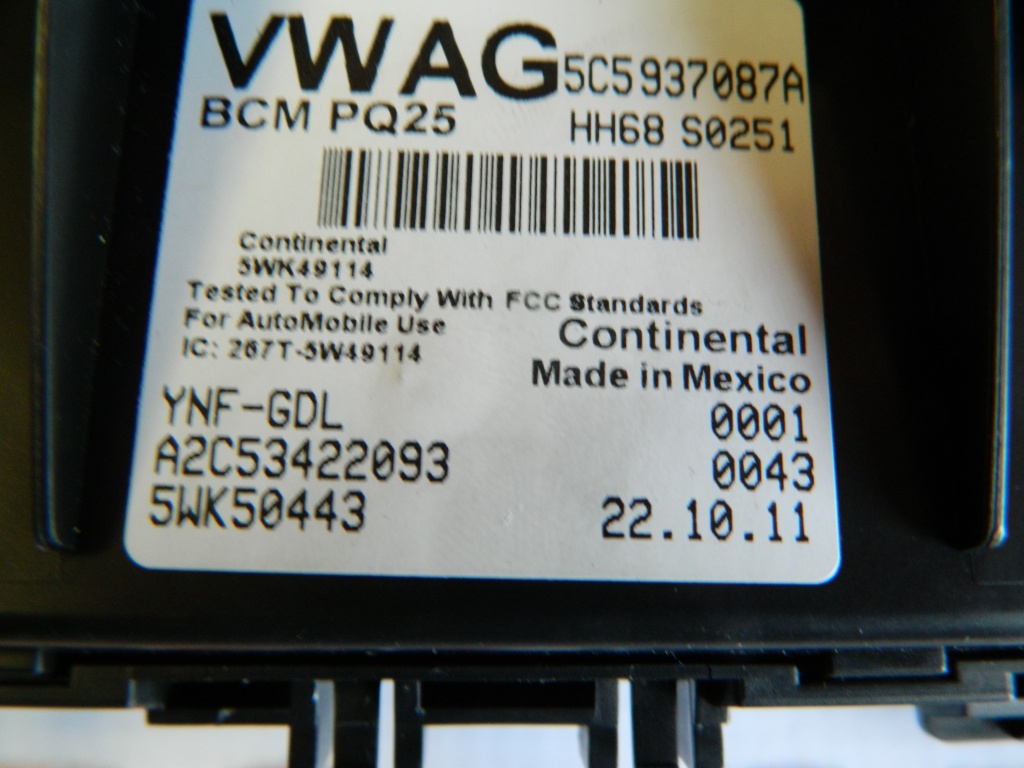 VWAG 5C5937087A
BCM PQ25 HH68 S0251
Continental
5WK49114
Tested To Comply With FCC Standards
For AutoMobile Use
Continental
IC: 267T-5W49114
Made in Mexico
YNF-GDL 0001
A2C53422093 0043
5WK50443 22.10.11